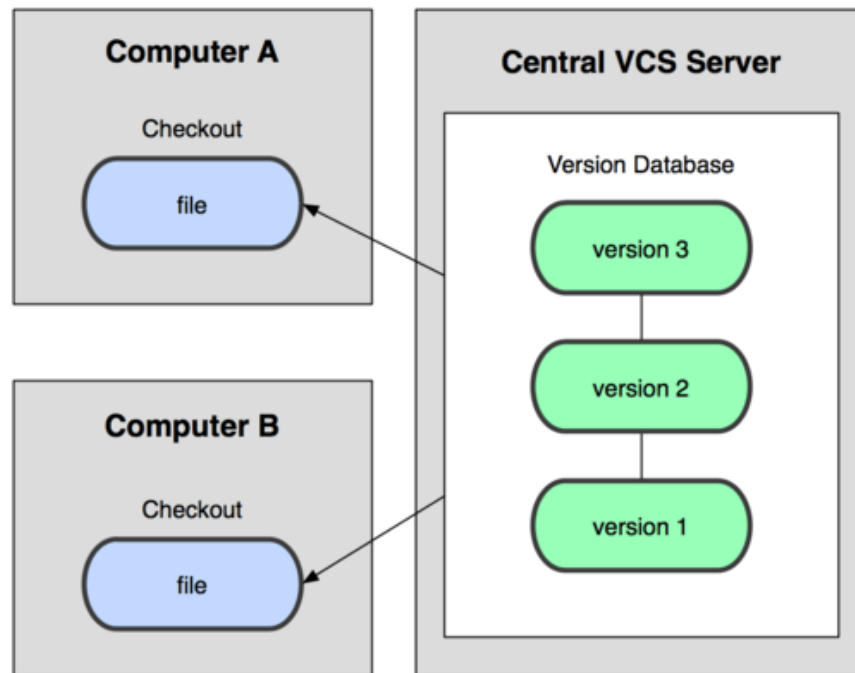 Computer A
Checkout
file
Computer B
Checkout
file
Central VCS Server
Version Database
version 3
version 2
version 1